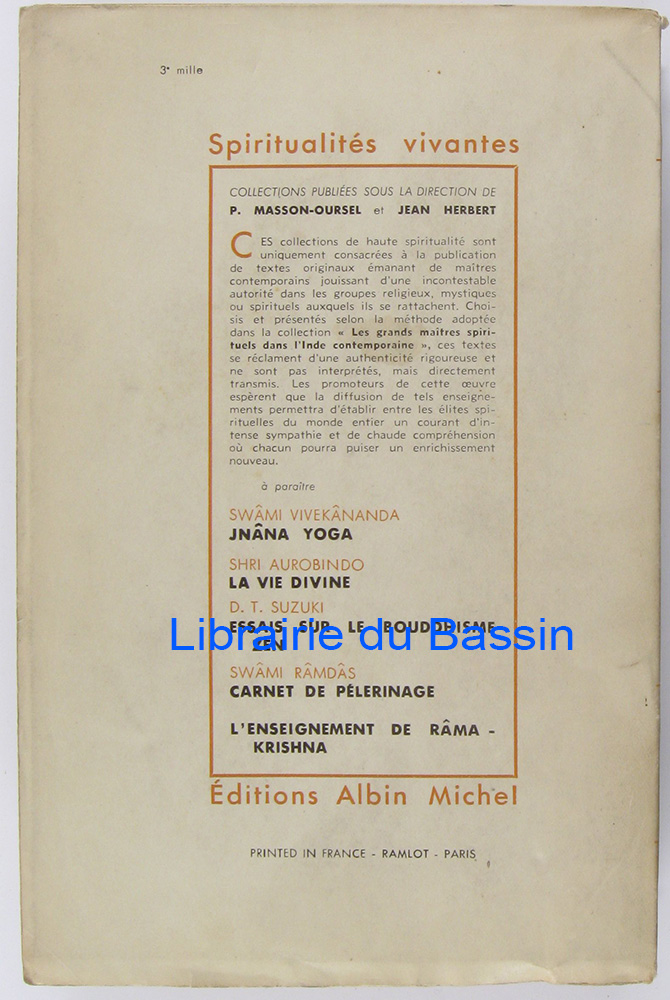 3e mille
Spiritualités vivantes
COLLECTIONS PUBLIÉES SOUS LA DIRECTION DE
P. MASSON-OURSEL et JEAN HERBERT
CES collections de haute spiritualité sont
uniquement consacrées à la publication
de textes originaux émanant de maîtres
contemporains jouissant d'une incontestable
autorité dans les groupes religieux, mystiques
ou spirituels auxquels ils se rattachent. Choi-
sis et présentés selon la méthode adoptée
dans la collection « Les grands maîtres spiri-
tuels dans l'Inde contemporaine », ces textes
se réclament d'une authenticité rigoureuse et
ne sont pas interprétés, mais directement
transmis. Les promoteurs de cette œuvre
espèrent que la diffusion de tels enseigne-
ments permettra d'établir entre les élites spi-
rituelles du monde entier un courant d'in-
tense sympathie et de chaude compréhension
où chacun pourra puiser un enrichissement
nouveau.
à paraître
SWÂMI VIVEKÂNANDA
JNÂNA YOGA
SHRI AUROBINDO
LA VIE DIVINE
D. T. SUZUKI
ESSAIS SUR LE BOUDDHISME
ZEN
Librairie du Bassin
SWÂMI RÂMDÂS
CARNET DE PÉLERINAGE
L'ENSEIGNEMENT DE RÂMA -
KRISHNA
Éditions Albin Michel
PRINTED IN FRANCE - RAMLOT - PARIS